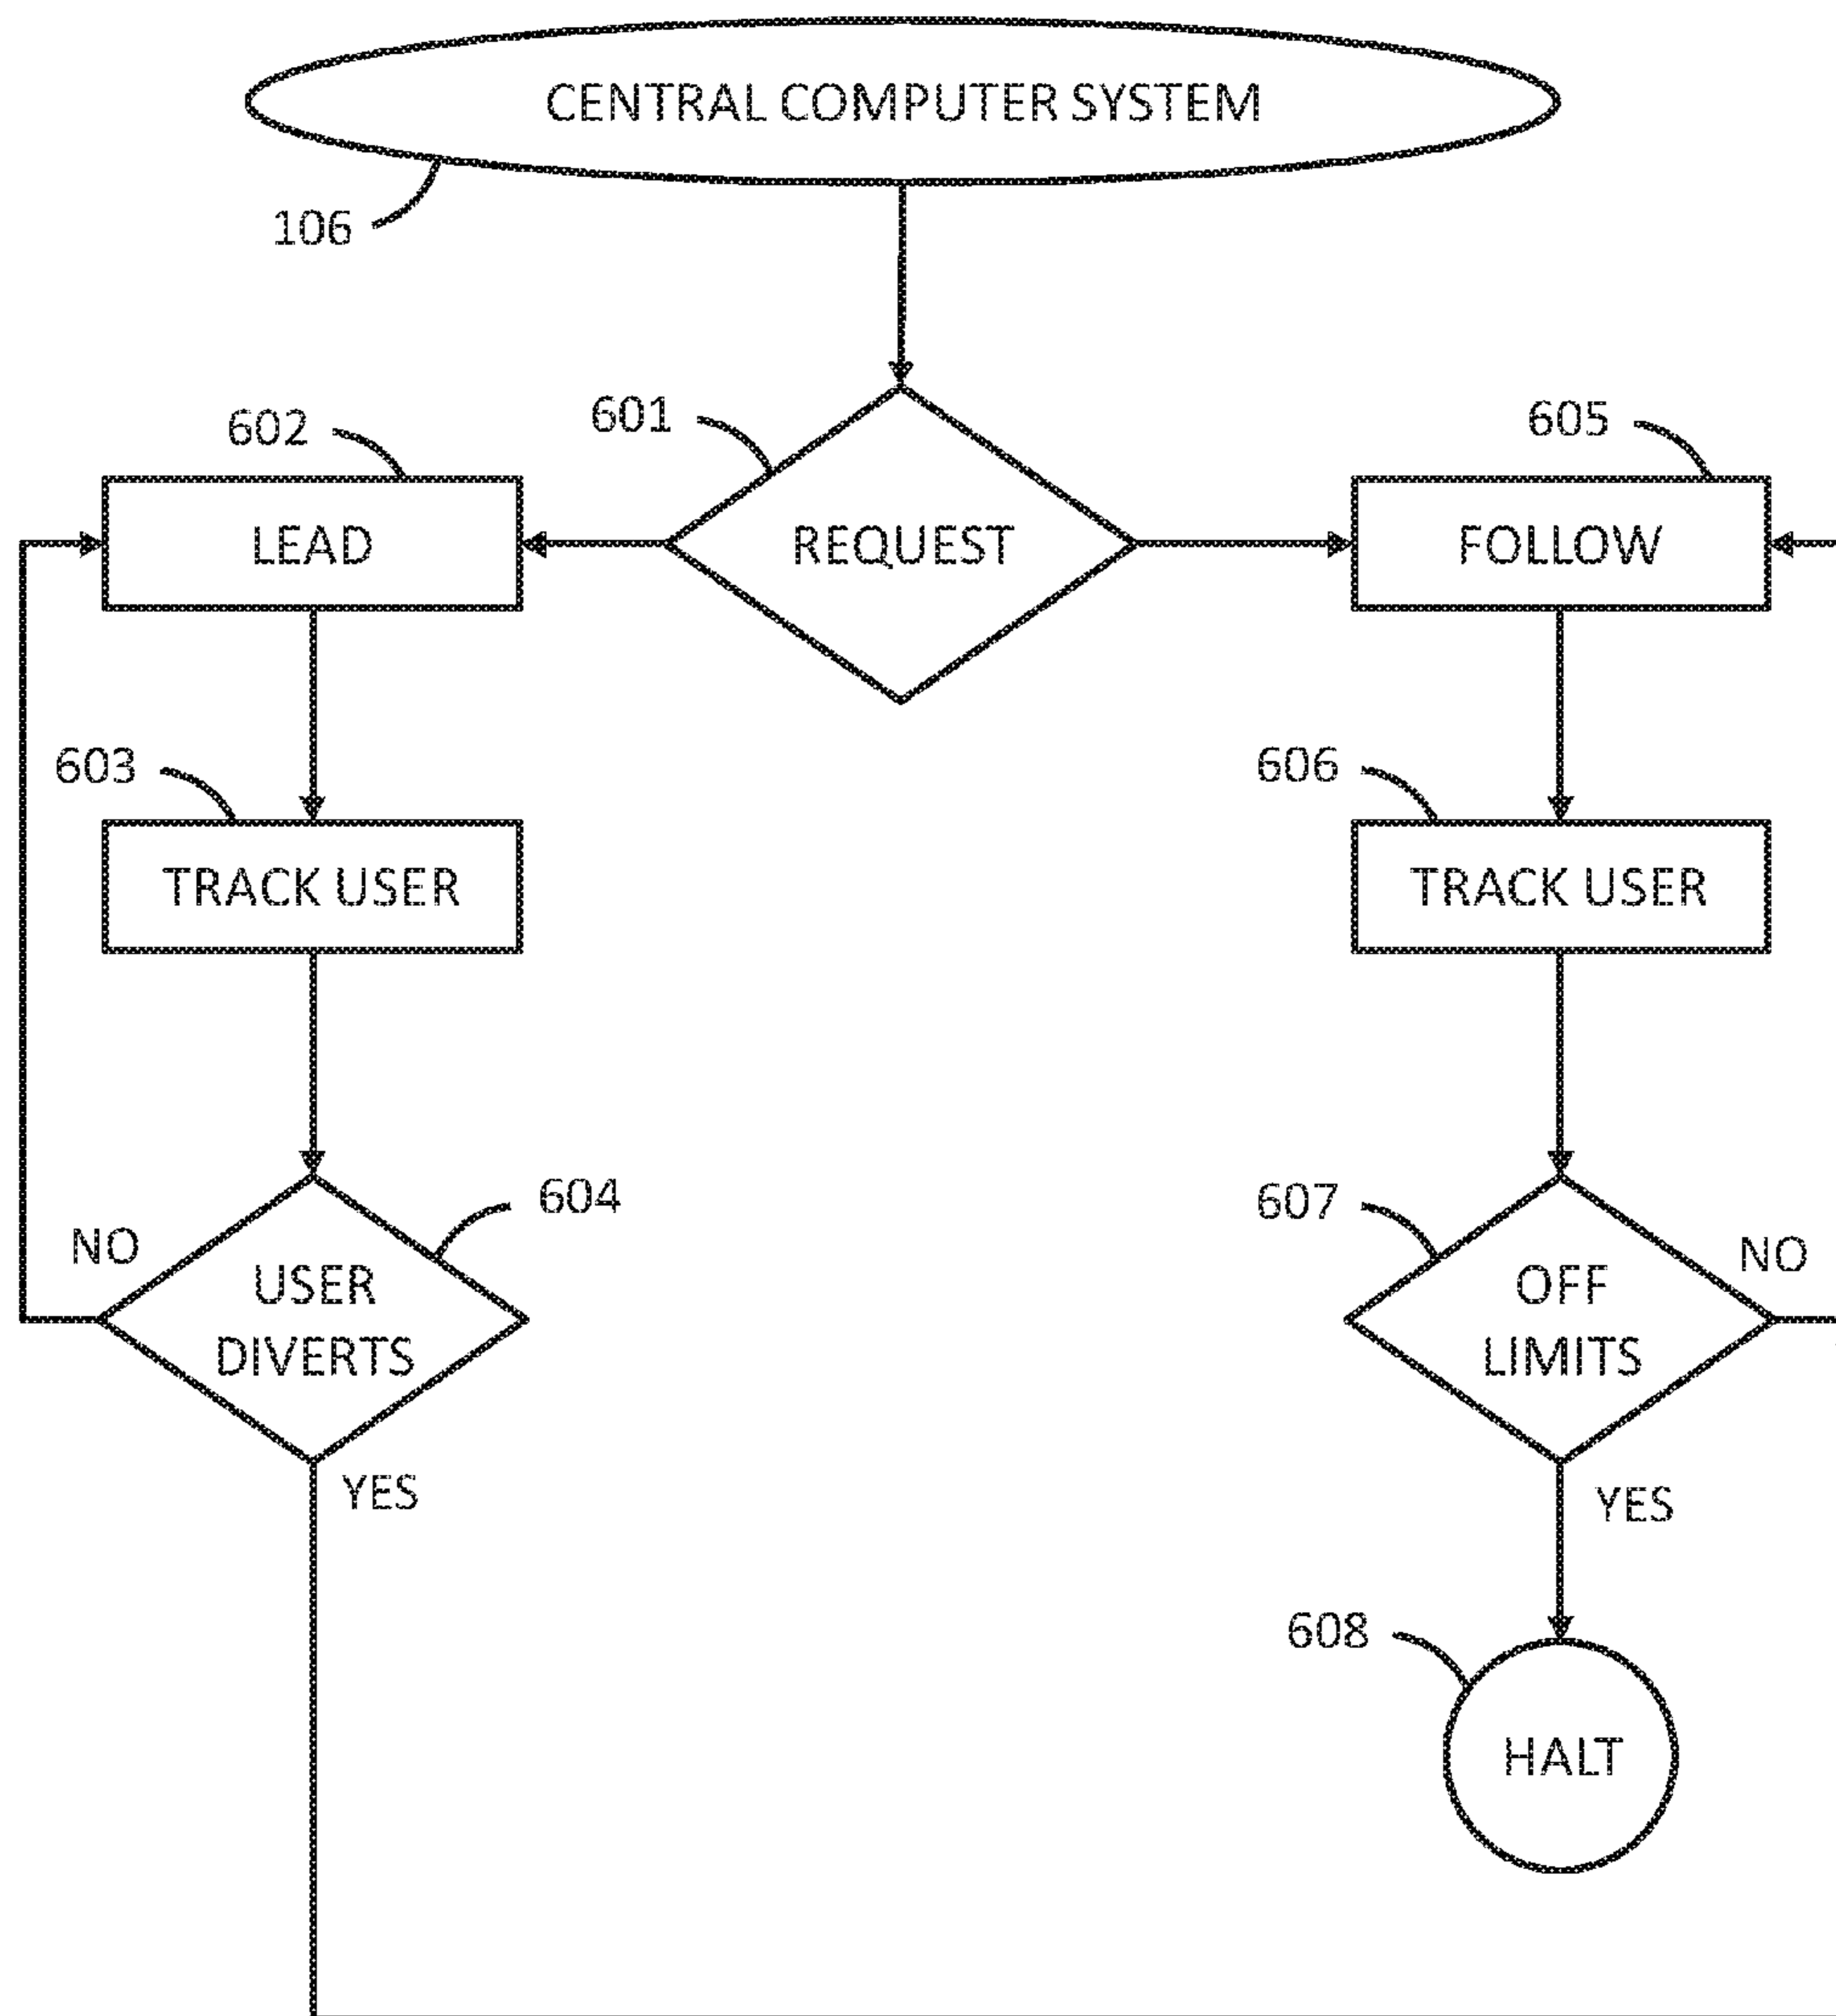 CENTRAL COMPUTER SYSTEM
106
601
602
605
LEAD
REQUEST
FOLLOW
603
606
TRACK USER
TRACK USER
604
607
NO
NO
USER
DIVERTS
OFF
LIMITS
YES
YES
608
HALT